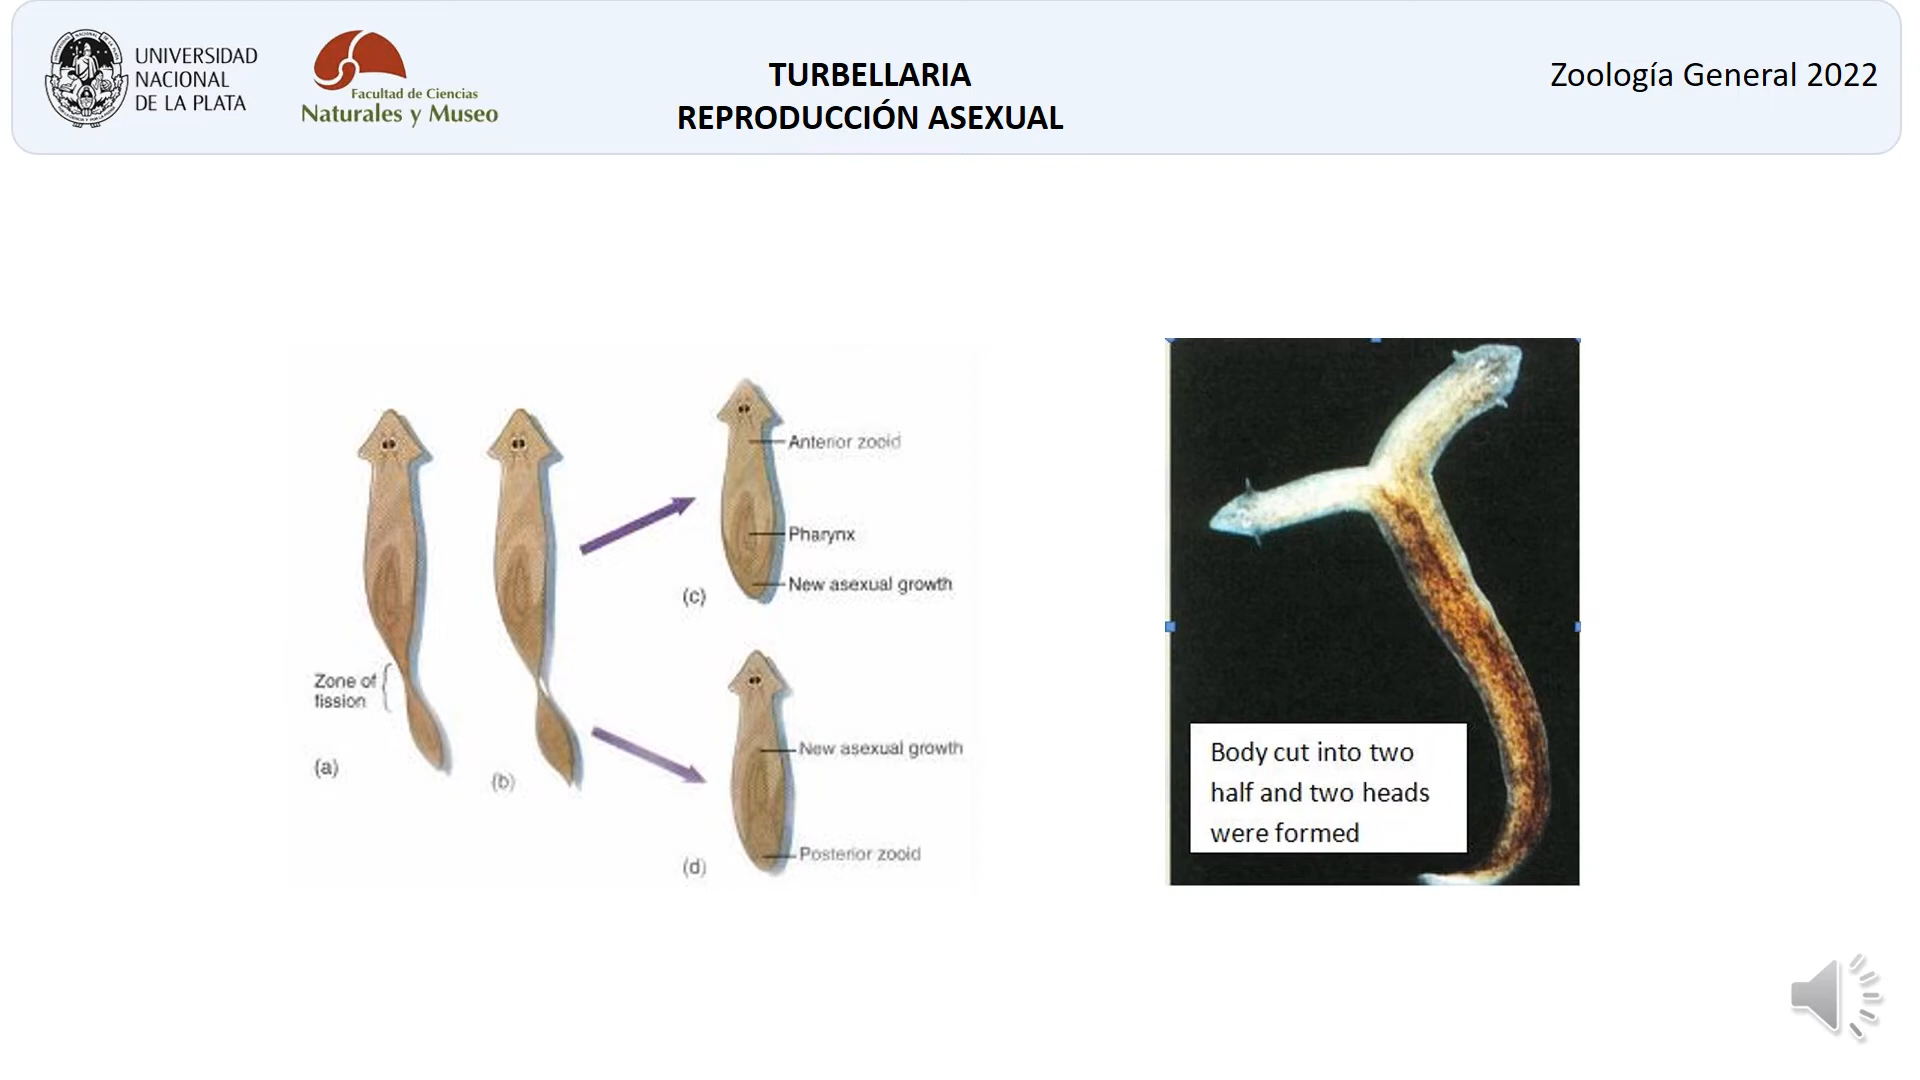 UNIVERSIDAD
NACIONAL
DE LA PLATA
Facultad de Ciencias
Naturales y Museo
TURBELLARIA
REPRODUCCIÓN ASEXUAL
Zoología General 2022
Anterior zooid
Pharynx
New asexual growth
(c)
Zone of
fission
(a)
(b)
New asexual growth
Posterior zooid
(d)
Body cut into two
half and two heads
were formed